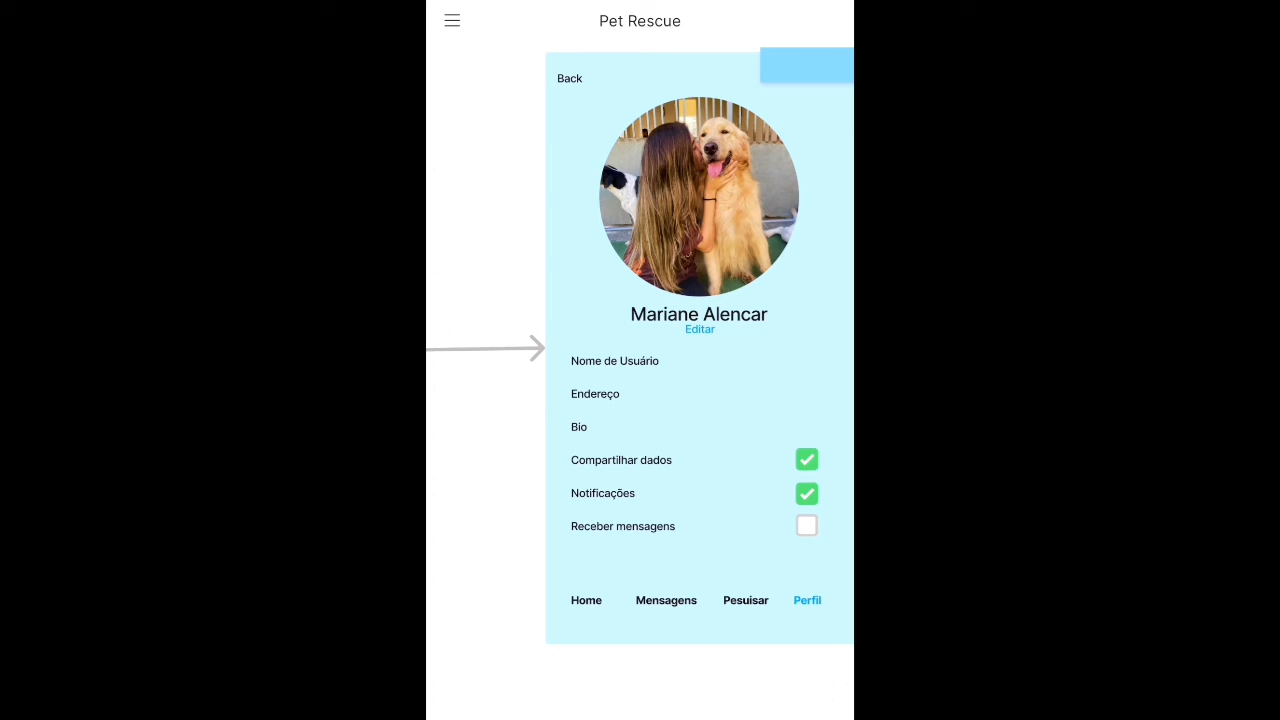 Pet Rescue
Back
Mariane Alencar
Editar
Nome de Usuário
Endereço
Bio
Compartilhar dados
Notificações
Receber mensagens
Home Mensagens Pesuisar Perfil